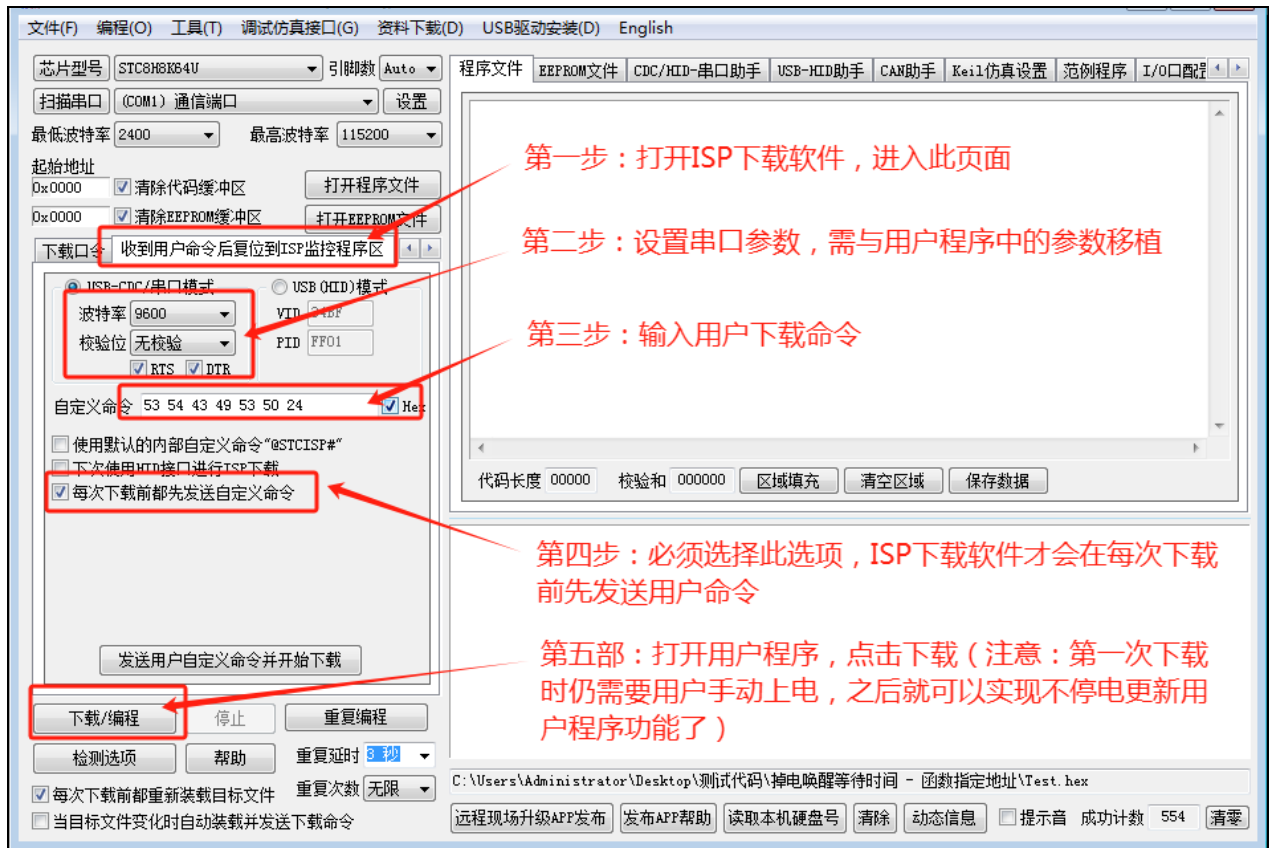 文件(F) 编程(O) 工具(T) 调试仿真接口(G) 资料下载(D) USB驱动安装(D) English
芯片型号 STC8H8K64U 引脚数 Auto
扫描串口 (COM1) 通信端口 设置
最低波特率 2400 最高波特率 115200
起始地址
0x0000 清除代码缓冲区 打开程序文件
0x0000 清除EEPROM缓冲区 打开EEPROM文件
下载口令 收到用户命令后复位到ISP监控程序区
USB-CDC/串口模式 USB(HID)模式
波特率 9600 VID 34BF
校验位 无校验 PID FF01
RTS DTR
自定义命令 53 54 43 49 53 50 24 Hex
使用默认的内部自定义命令"@STCISP#"
下次使用HID接口进行ISP下载
每次下载前都先发送自定义命令
发送用户自定义命令并开始下载
下载/编程 停止 重复编程
检测选项 帮助 重复延时 3 秒
每次下载前都重新装载目标文件 重复次数 无限
当目标文件变化时自动装载并发送下载命令
程序文件 EEPROM文件 CDC/HID-串口助手 USB-HID助手 CAN助手 Keil仿真设置 范例程序 I/O口配
第一步：打开ISP下载软件，进入此页面
第二步：设置串口参数，需与用户程序中的参数移植
第三步：输入用户下载命令
代码长度 00000 校验和 000000 区域填充 清空区域 保存数据
第四步：必须选择此选项，ISP下载软件才会在每次下载
前先发送用户命令
第五部：打开用户程序，点击下载（注意：第一次下载
时仍需要用户手动上电，之后就可以实现不停电更新用
户程序功能了）
C:\Users\Administrator\Desktop\测试代码\掉电唤醒等待时间 - 函数指定地址\Test.hex
远程现场升级APP发布 发布APP帮助 读取本机硬盘号 清除 动态信息 提示音 成功计数 554 清零